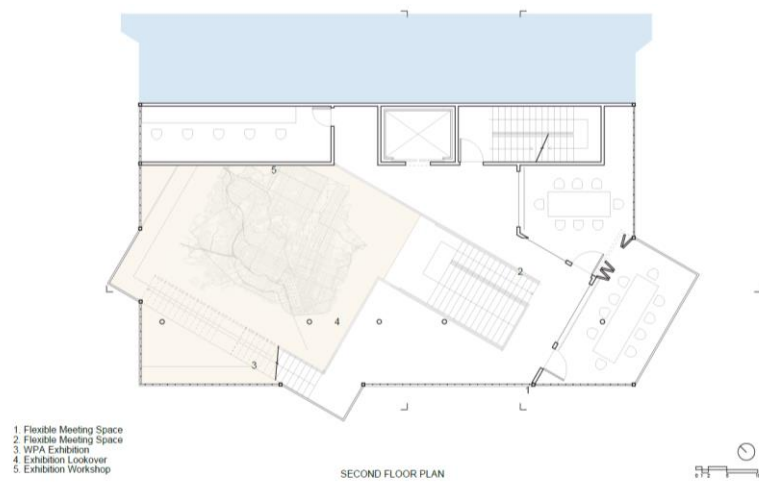 5
2
W V
4
3
1
1. Flexible Meeting Space
2. Flexible Meeting Space
3. WPA Exhibition
4. Exhibition Lookover
5. Exhibition Workshop
SECOND FLOOR PLAN